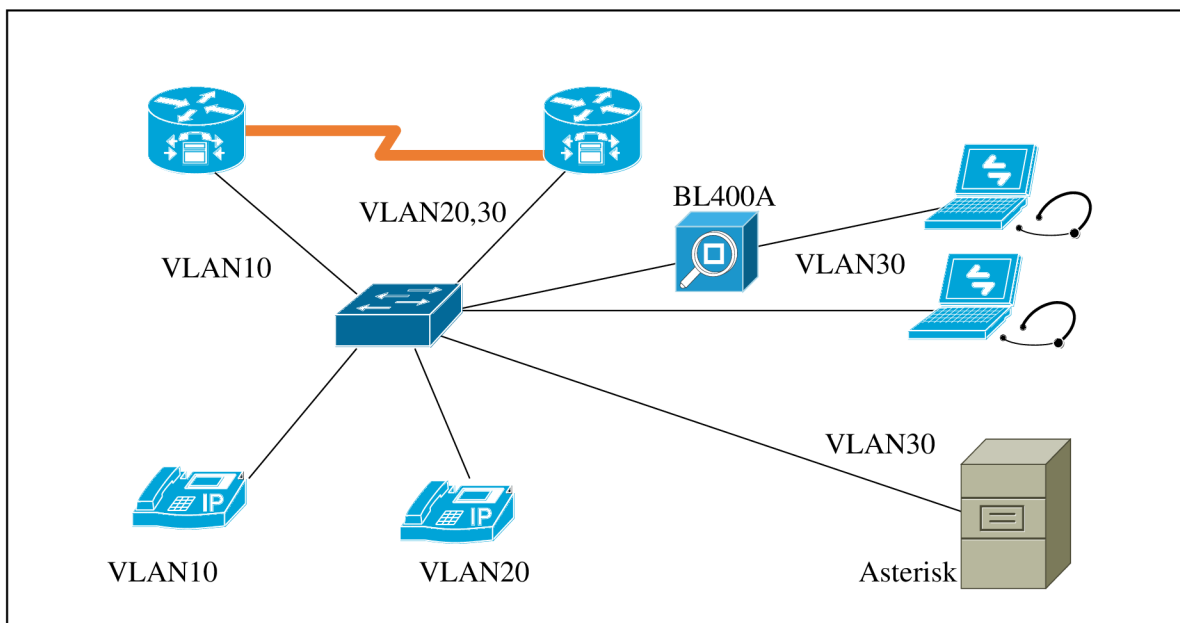 BL400A
VLAN20,30
VLAN10
VLAN30
VLAN30
IP
IP
VLAN10
VLAN20
Asterisk